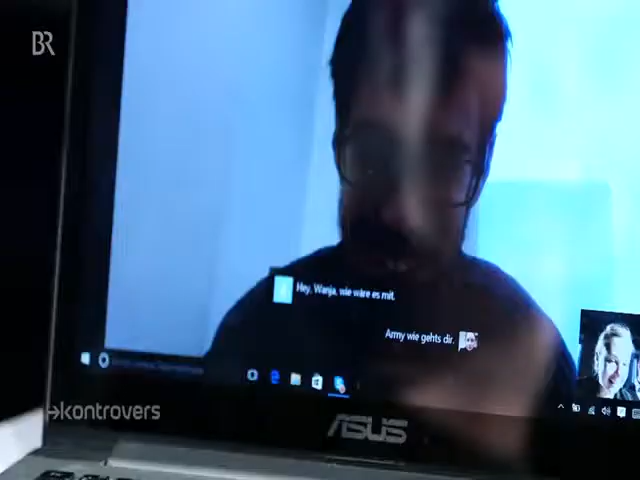 BR
Hey, Wanja, wie wäre es mit.
Army wie gehts dir.
kontrovers
ASUS